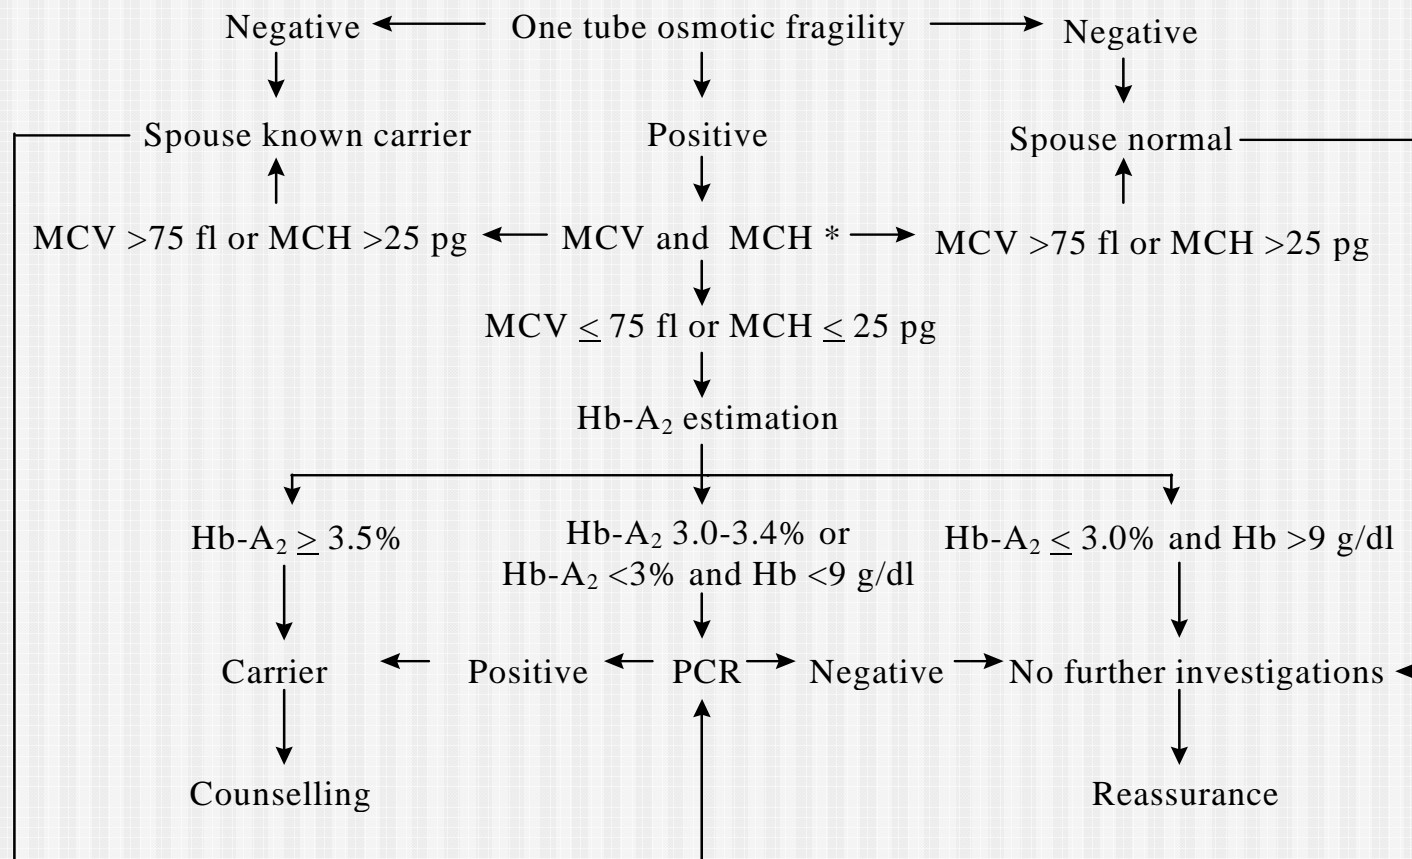 Negative One tube osmotic fragility Negative
Spouse known carrier Positive Spouse normal
MCV >75 fl or MCH >25 pg MCV and MCH * MCV >75 fl or MCH >25 pg
MCV ≤ 75 fl or MCH ≤ 25 pg
Hb-A₂ estimation
Hb-A₂ ≥ 3.5% Hb-A₂ 3.0-3.4% or Hb-A₂ ≤ 3.0% and Hb >9 g/dl
Hb-A₂ <3% and Hb <9 g/dl
Carrier Positive PCR Negative No further investigations
Counselling Reassurance